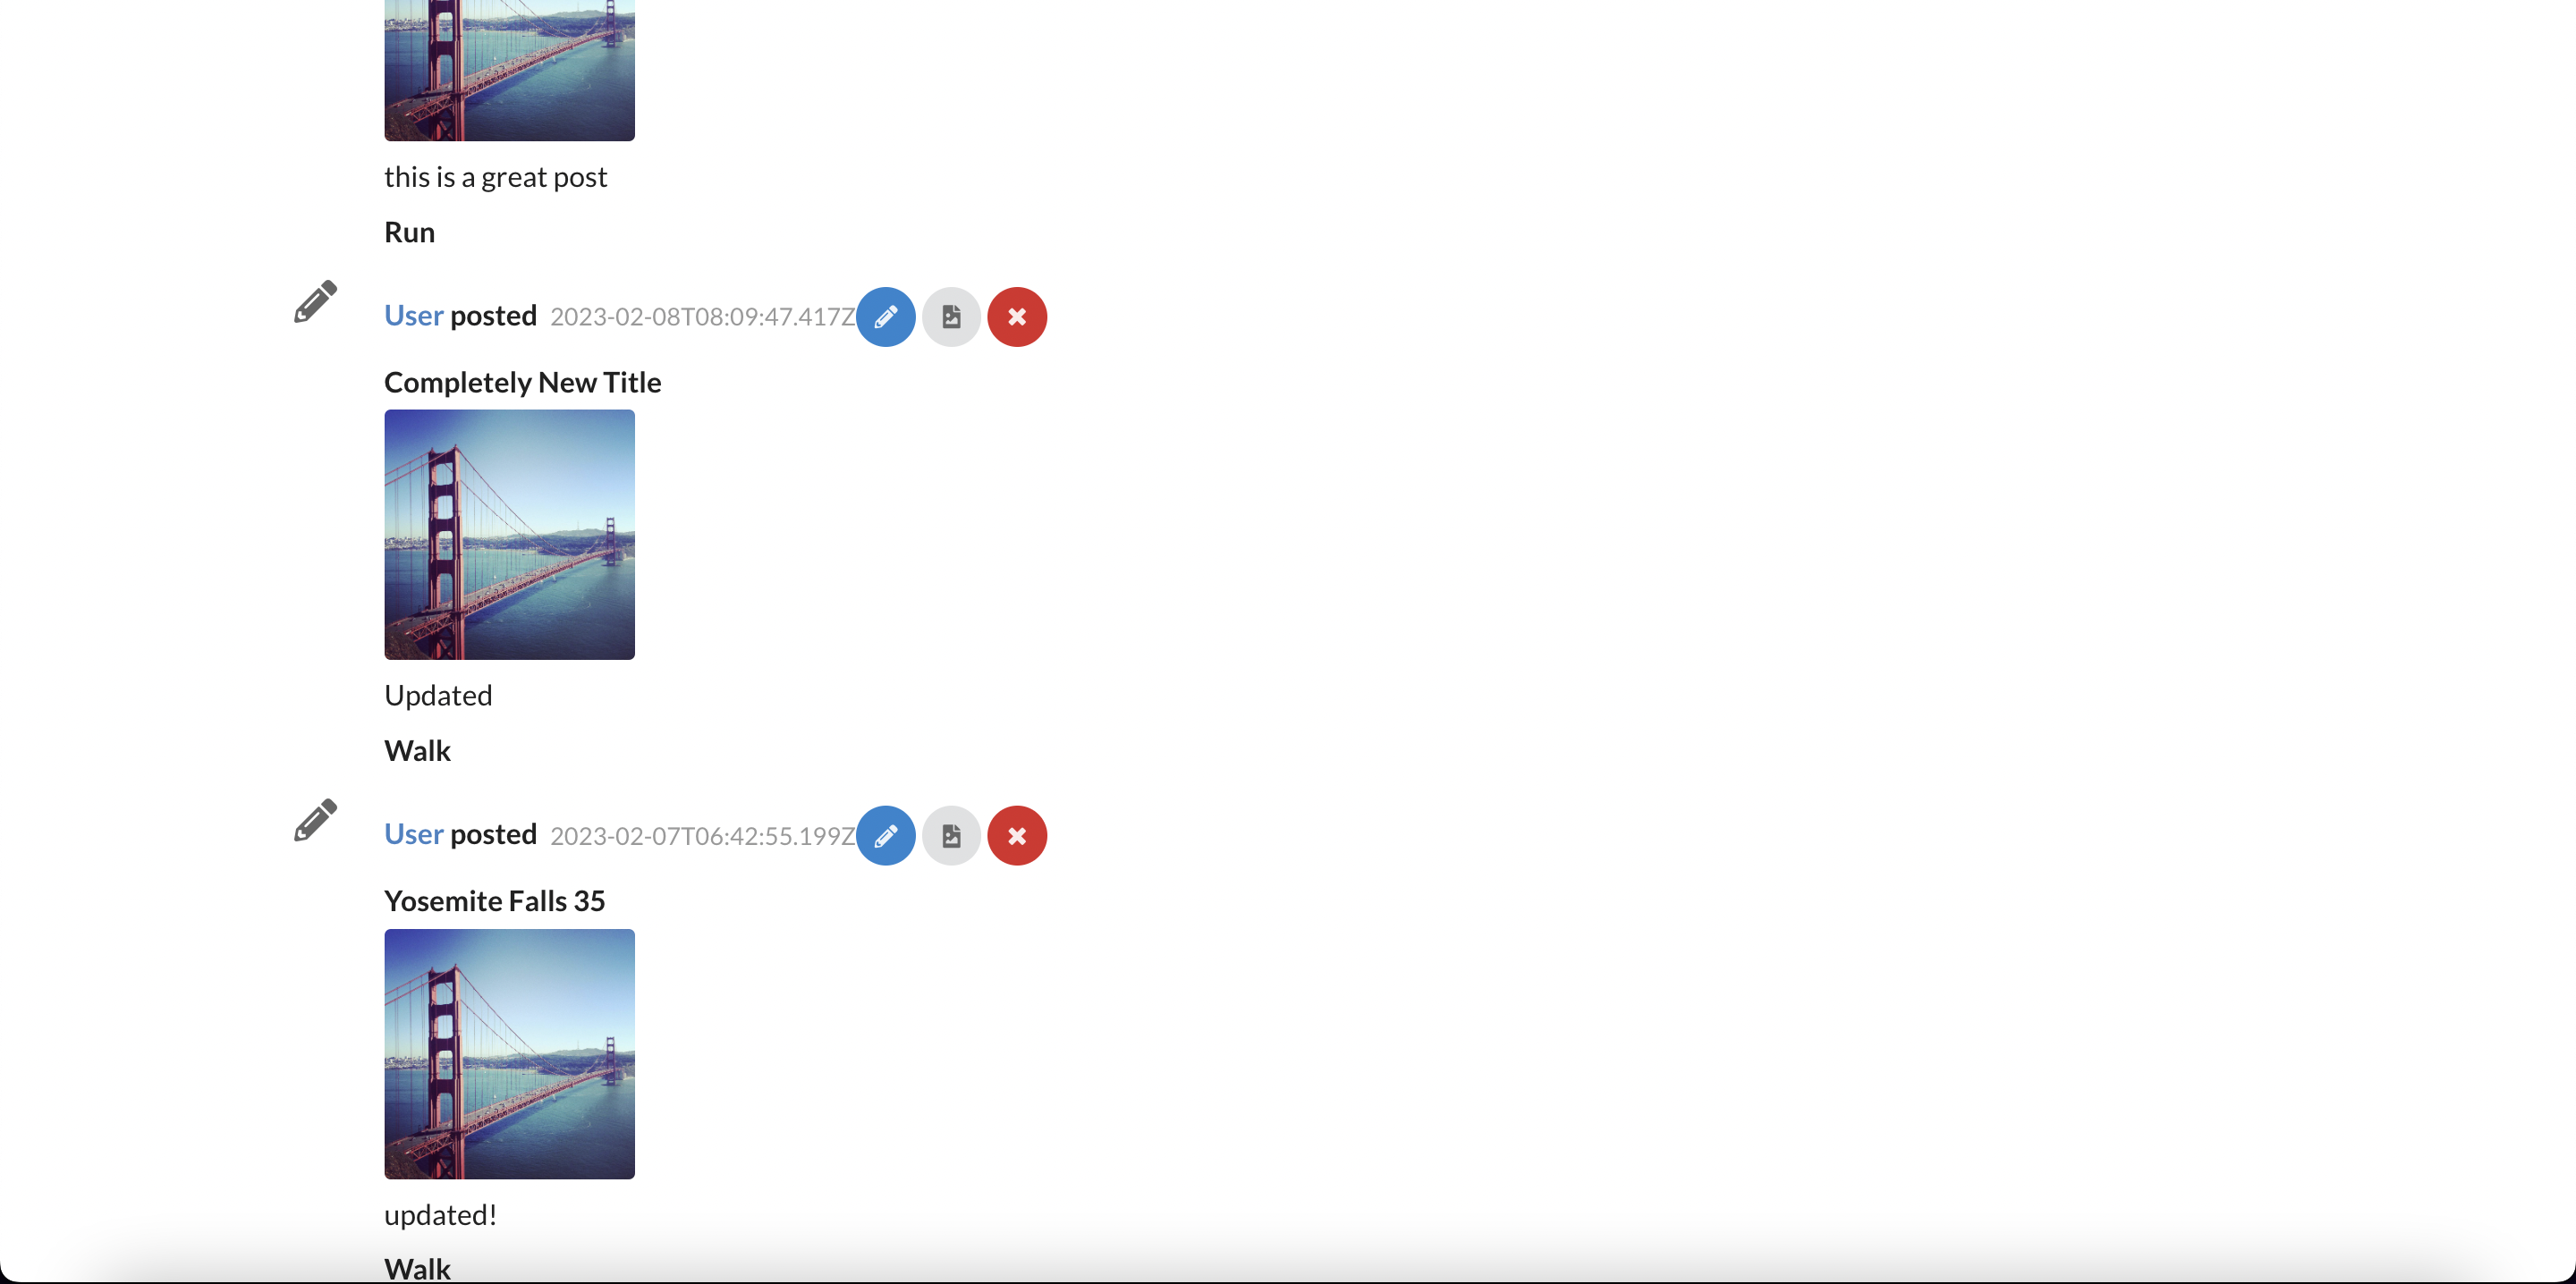 this is a great post
Run
User posted 2023-02-08T08:09:47.417Z
Completely New Title
Updated
Walk
User posted 2023-02-07T06:42:55.199Z
Yosemite Falls 35
updated!
Walk